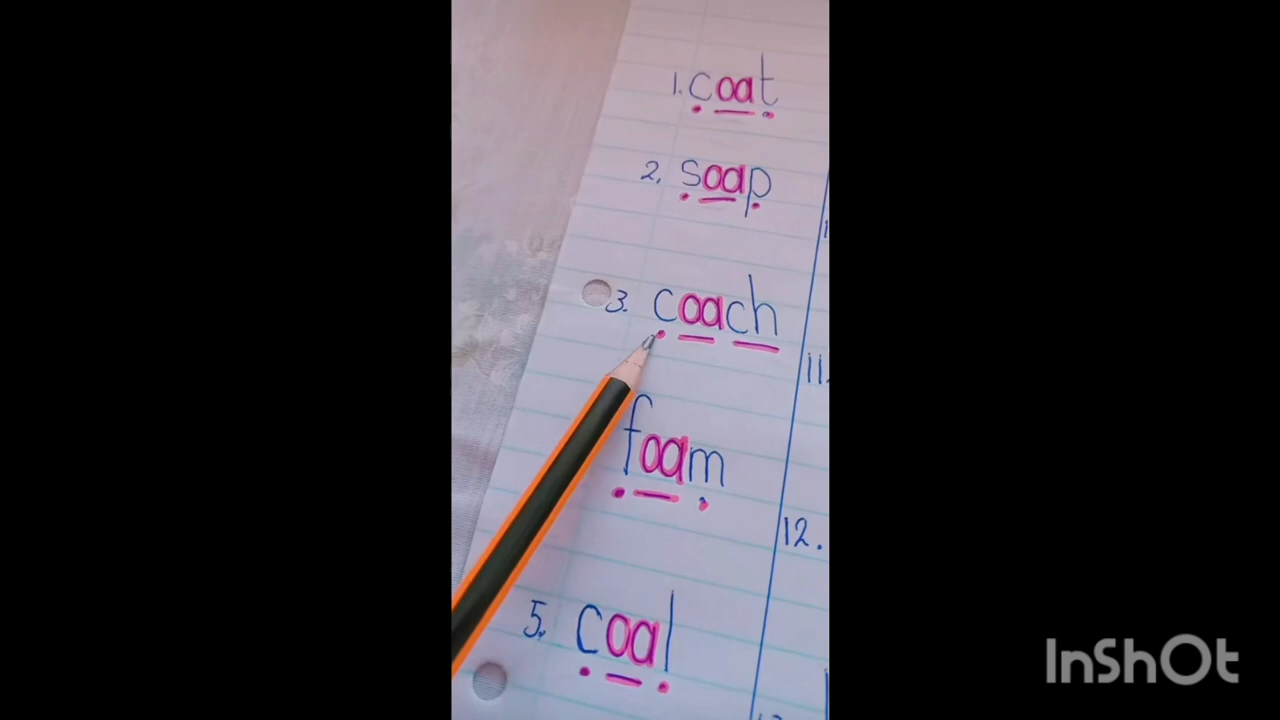 1. coat
2. soap
3. coach
foam
5. coal
11.
12.
InShOt